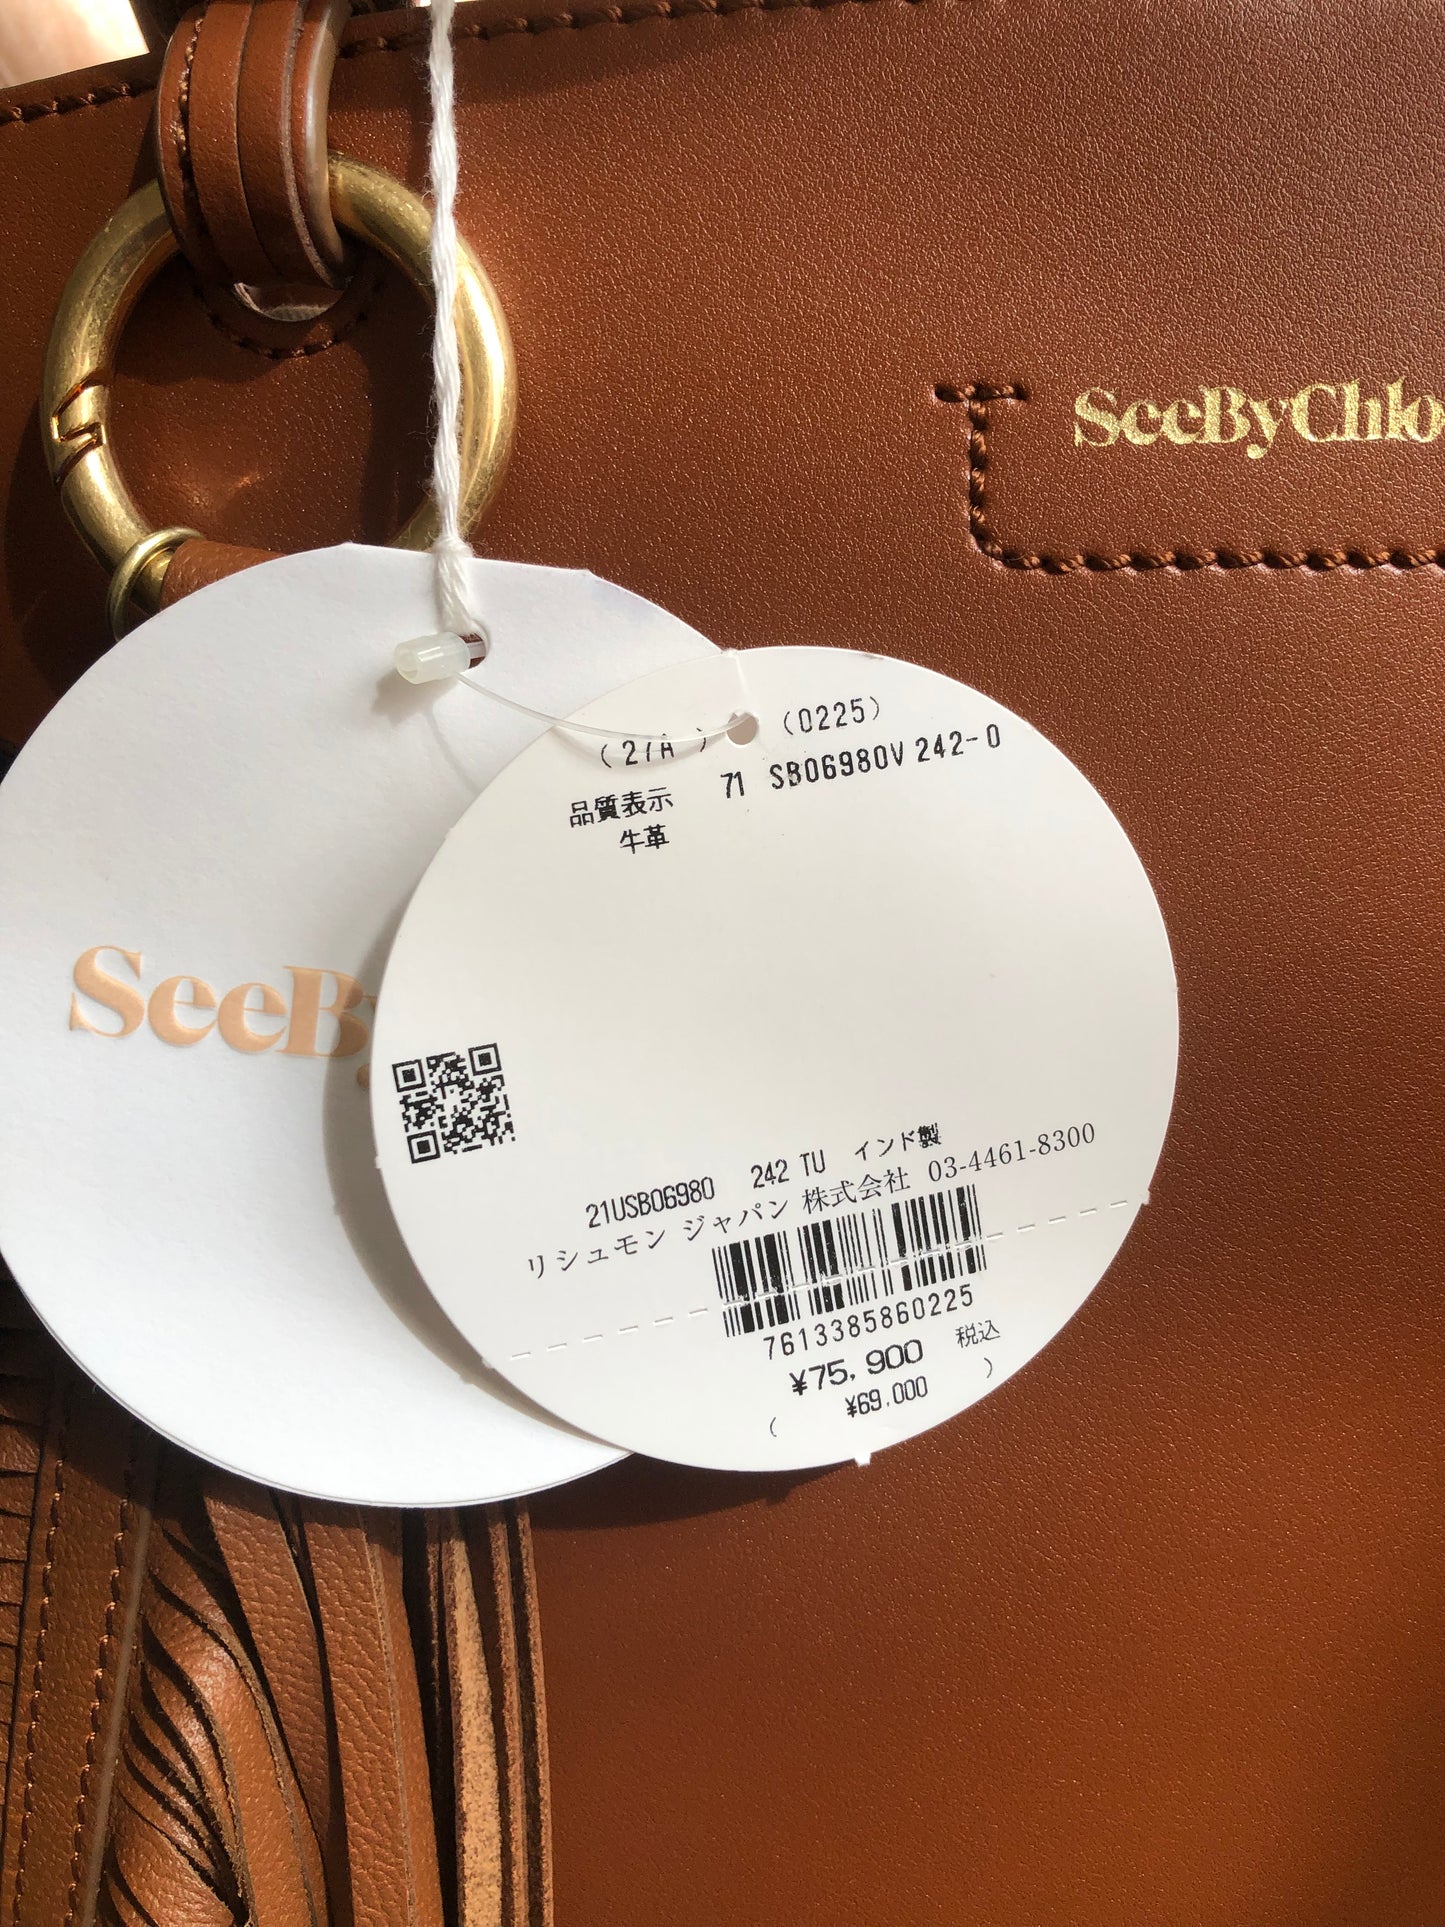 SeeByChlo
SeeBy
(21A ) (0225)
品質表示 71 SB06980V 242-0
牛革
21USB06980 242 TU インド製
リシュモン ジャパン 株式会社 03-4461-8300
7613385860225
¥75,900 税込
( ¥69,000 )